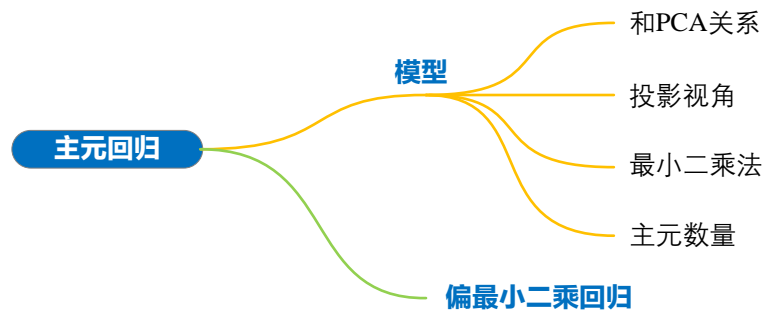 主元回归
模型
和PCA关系
投影视角
最小二乘法
主元数量
偏最小二乘回归